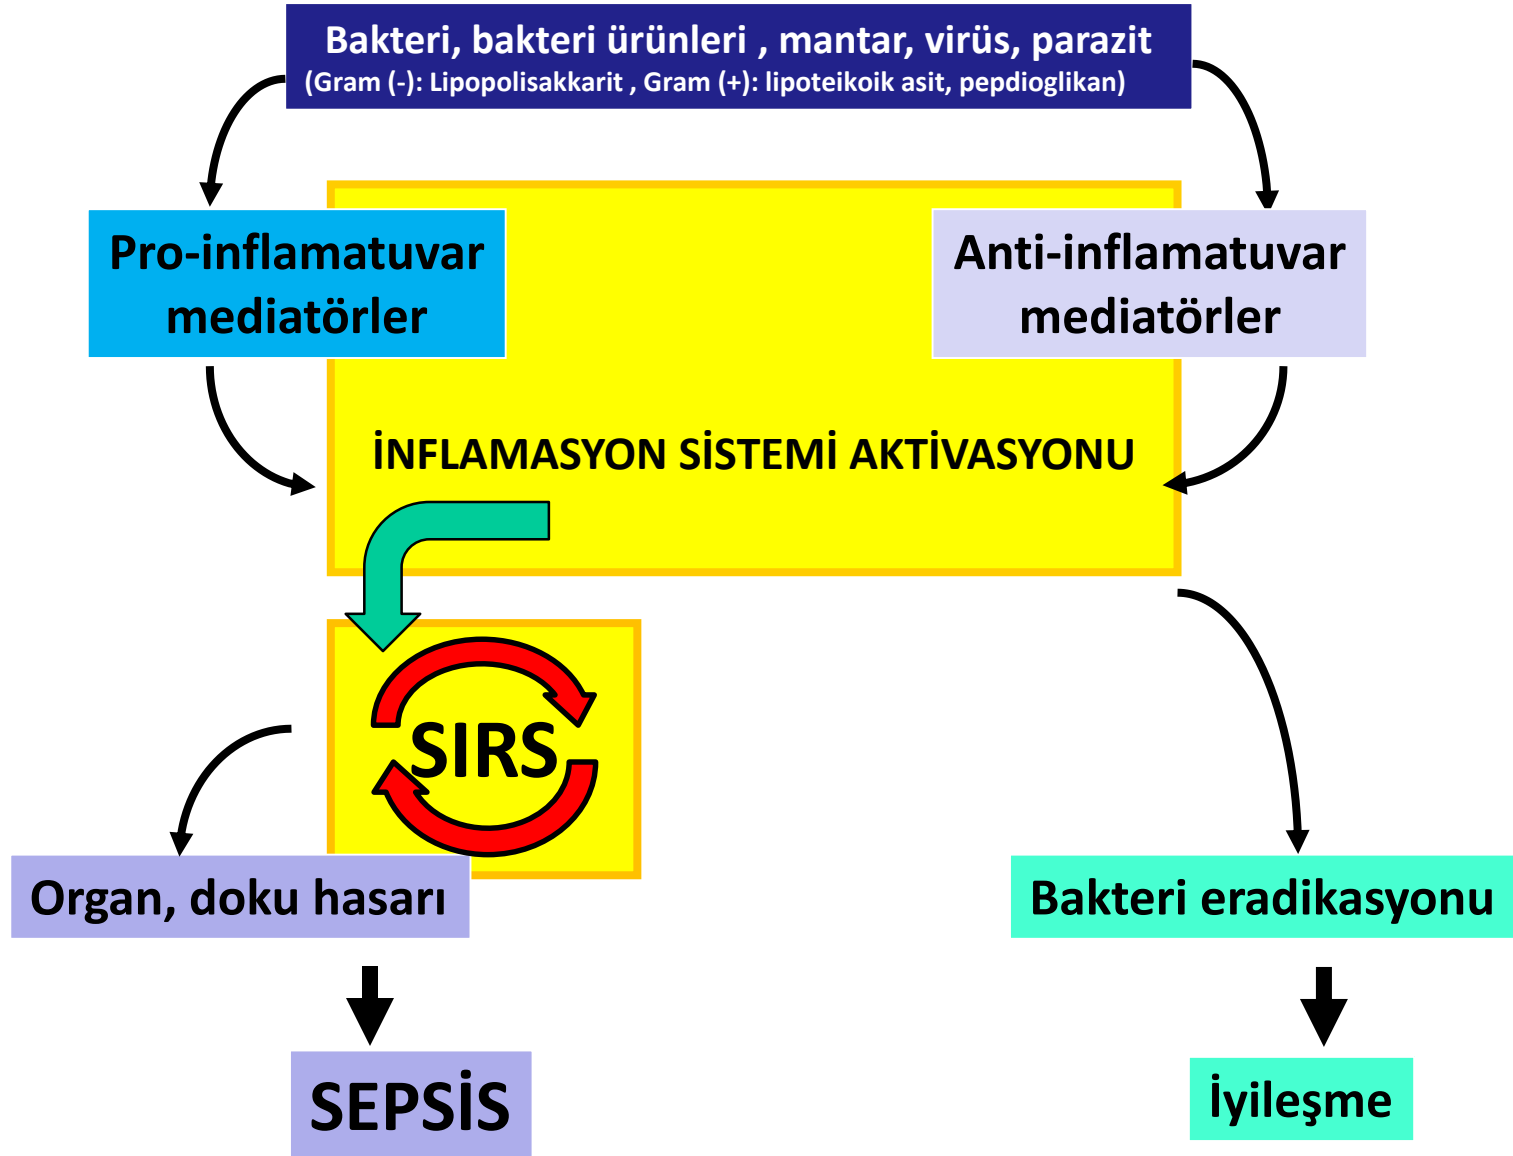 Bakteri, bakteri ürünleri , mantar, virüs, parazit
(Gram (-): Lipopolisakkarit , Gram (+): lipoteikoik asit, pepdioglikan)
Pro-inflamatuvar
mediatörler
Anti-inflamatuvar
mediatörler
İNFLAMASYON SİSTEMİ AKTİVASYONU
SIRS
Organ, doku hasarı
Bakteri eradikasyonu
SEPSİS
İyileşme